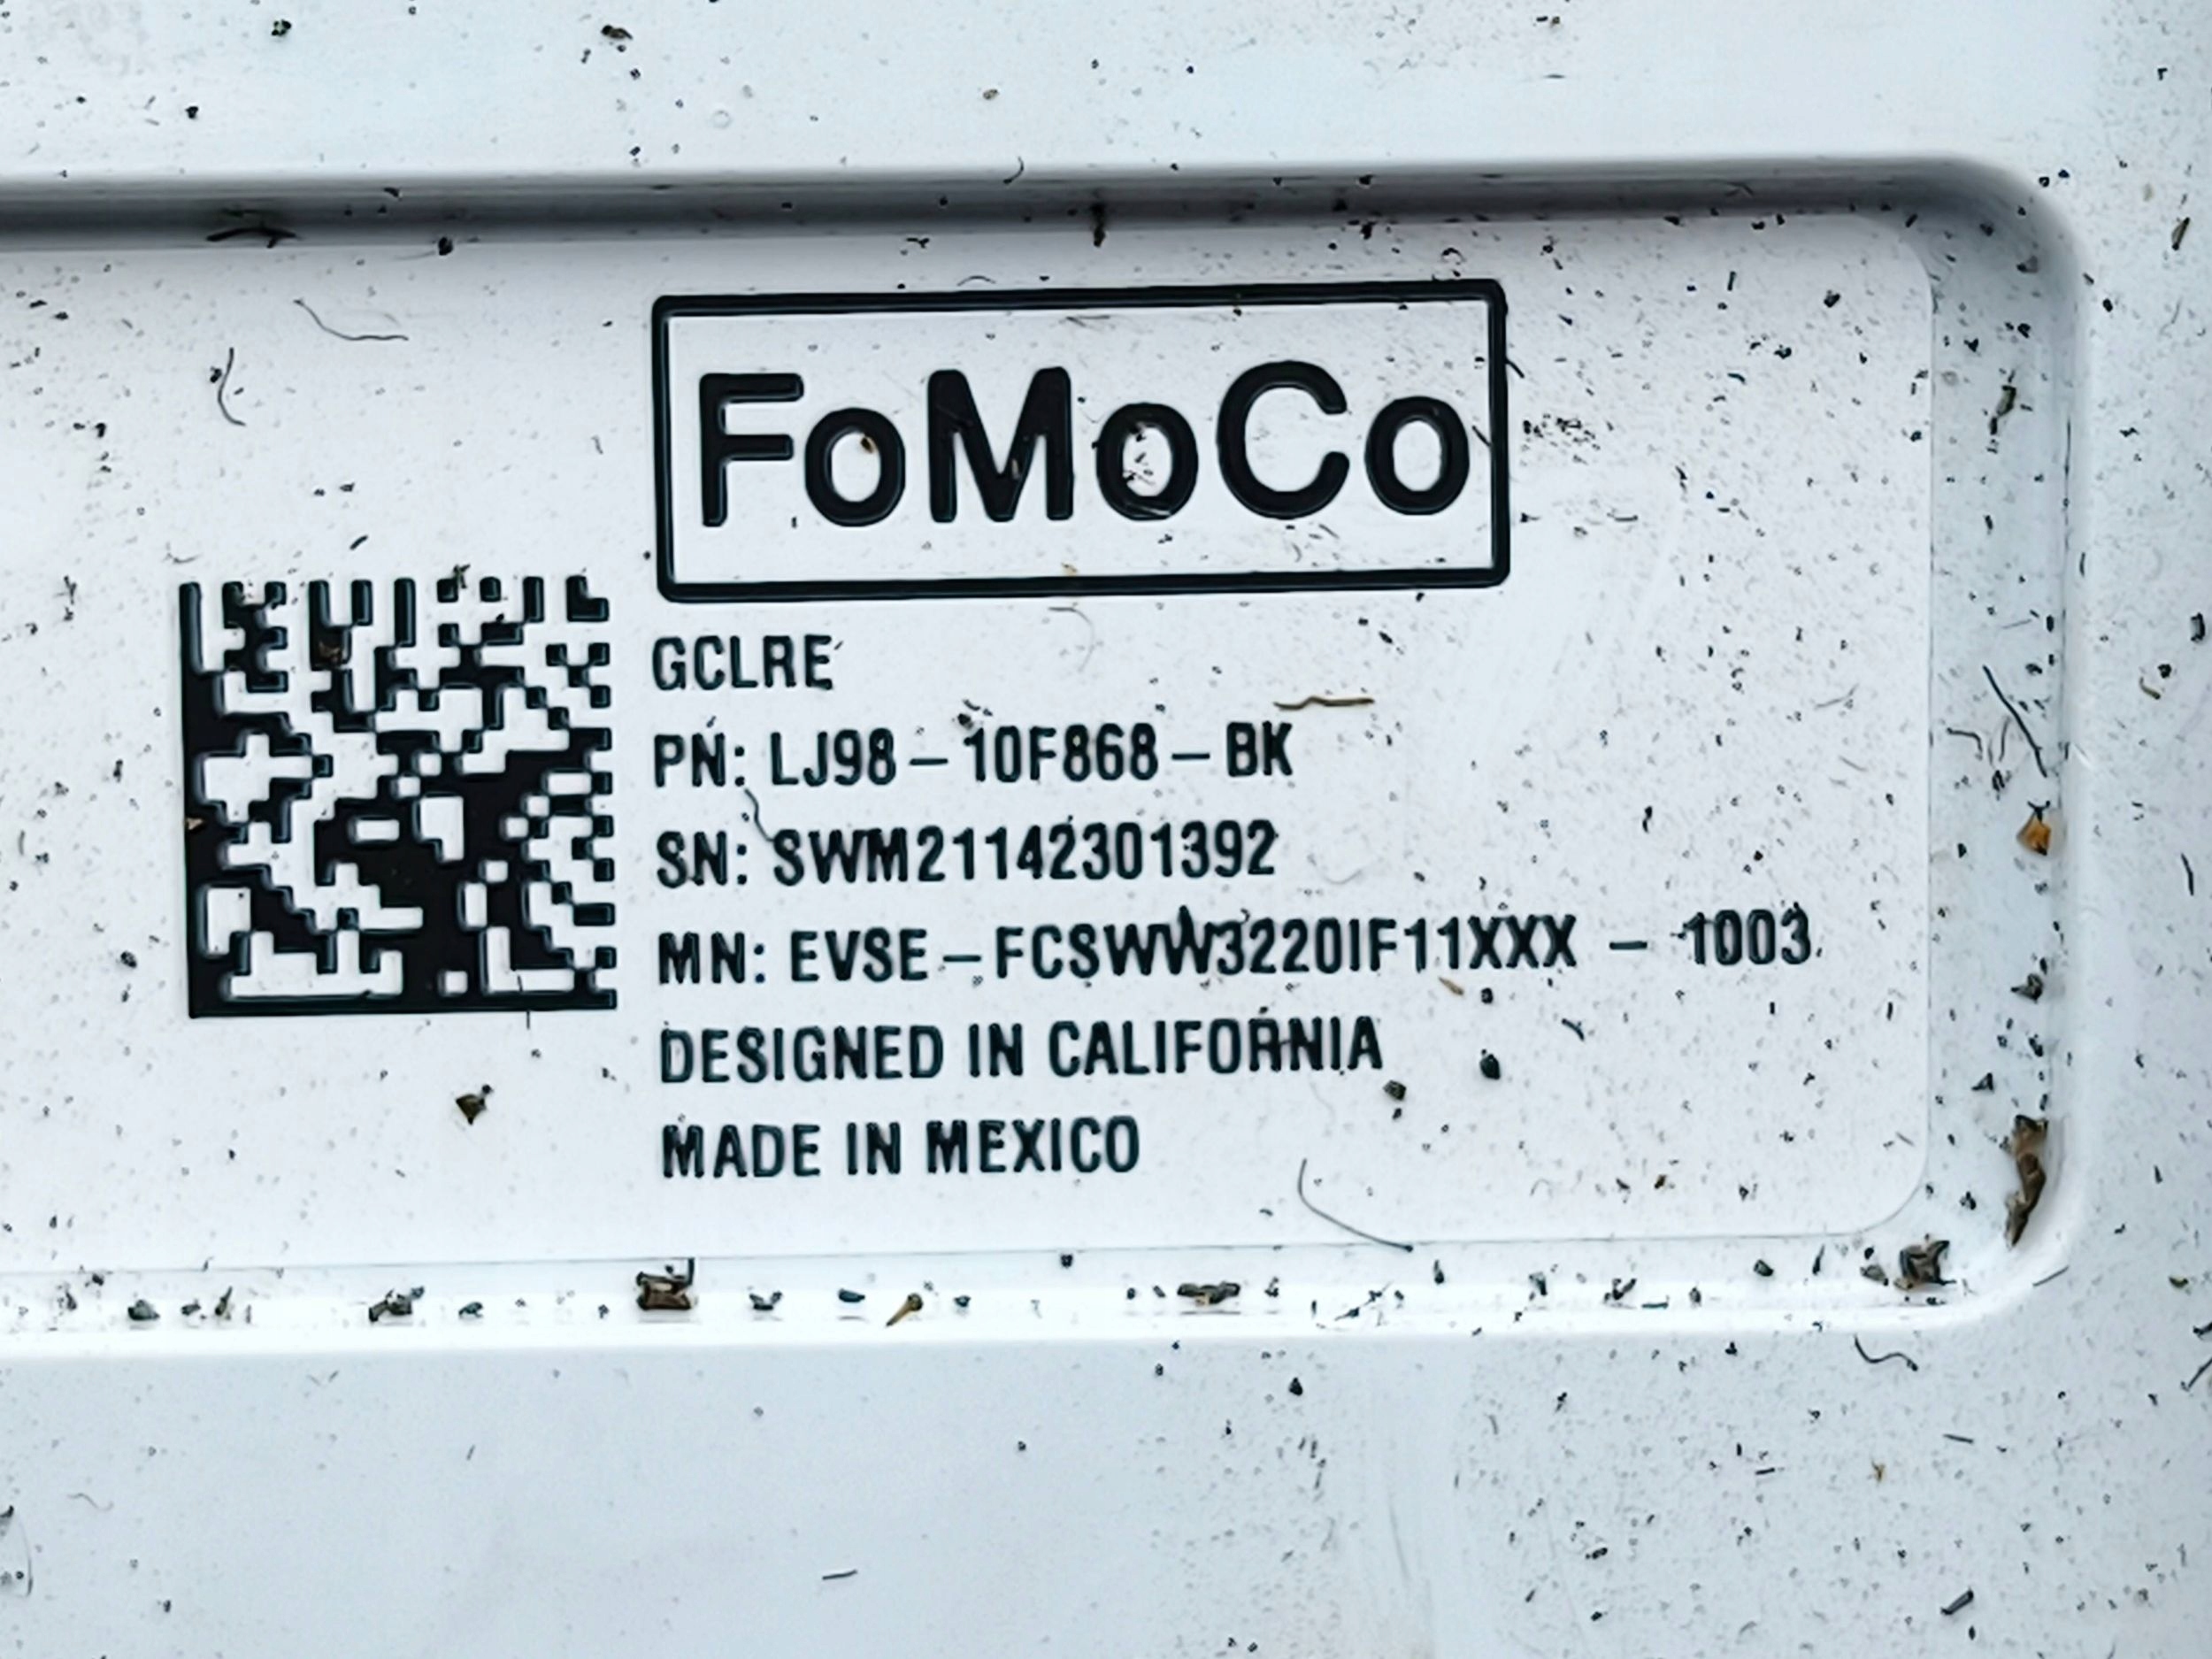 FoMoCo
GCLRE
PN: LJ98-10F868-BK
SN: SWM21142301392
MN: EVSE-FCSWW3220IF11XXX - 1003
DESIGNED IN CALIFORNIA
MADE IN MEXICO